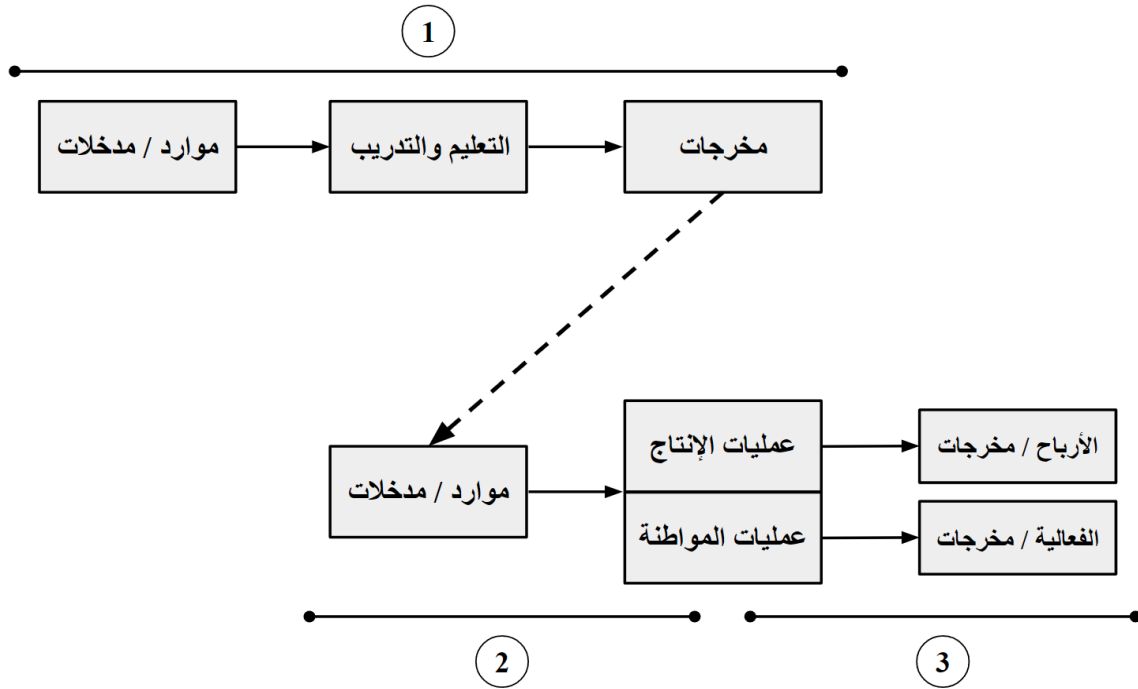 1
موارد / مدخلات
التعليم والتدريب
مخرجات
موارد / مدخلات
عمليات الإنتاج
الأرباح / مخرجات
عمليات المواطنة
الفعالية / مخرجات
2
3